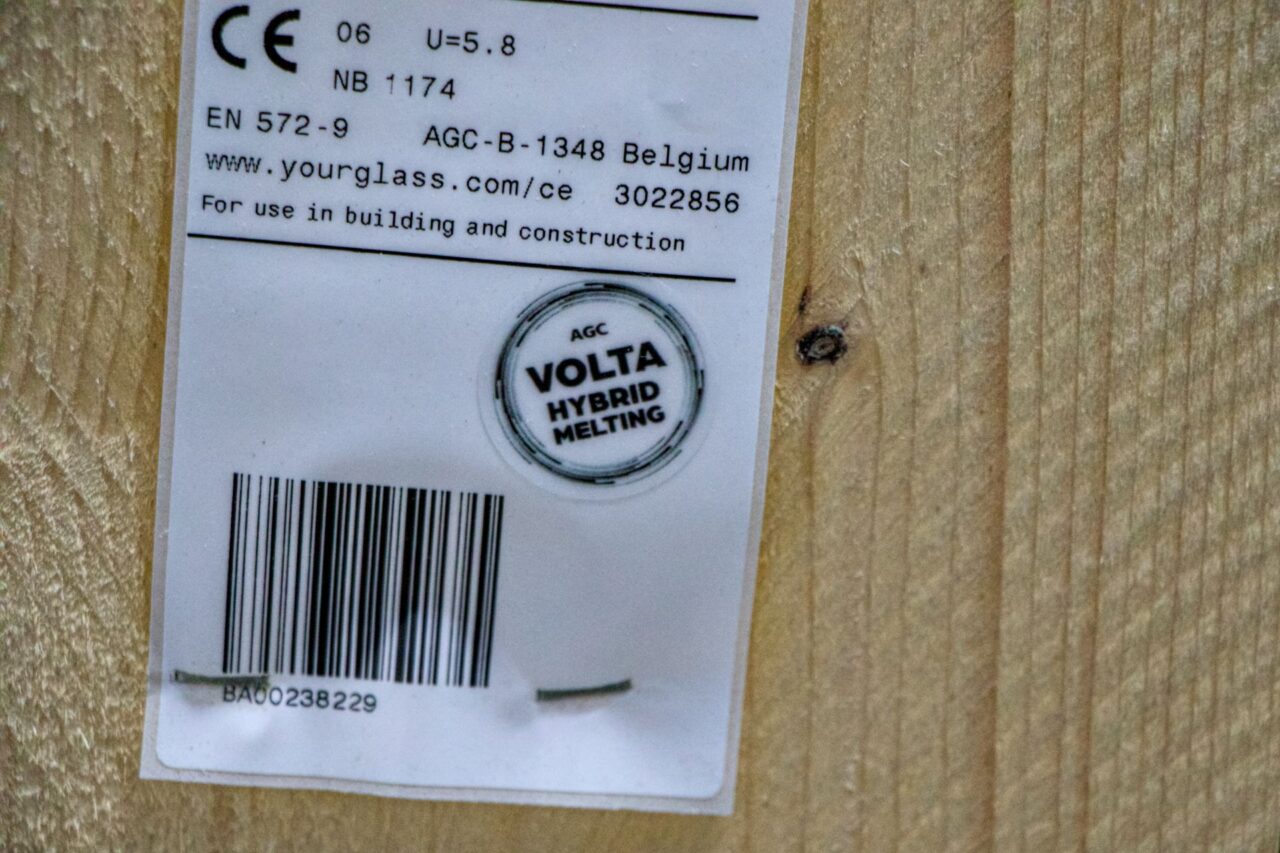 CE 06 U=5.8
NB 1174
EN 572-9 AGC-B-1348 Belgium
www.yourglass.com/ce 3022856
For use in building and construction
AGC
VOLTA
HYBRID
MELTING
BA00238229